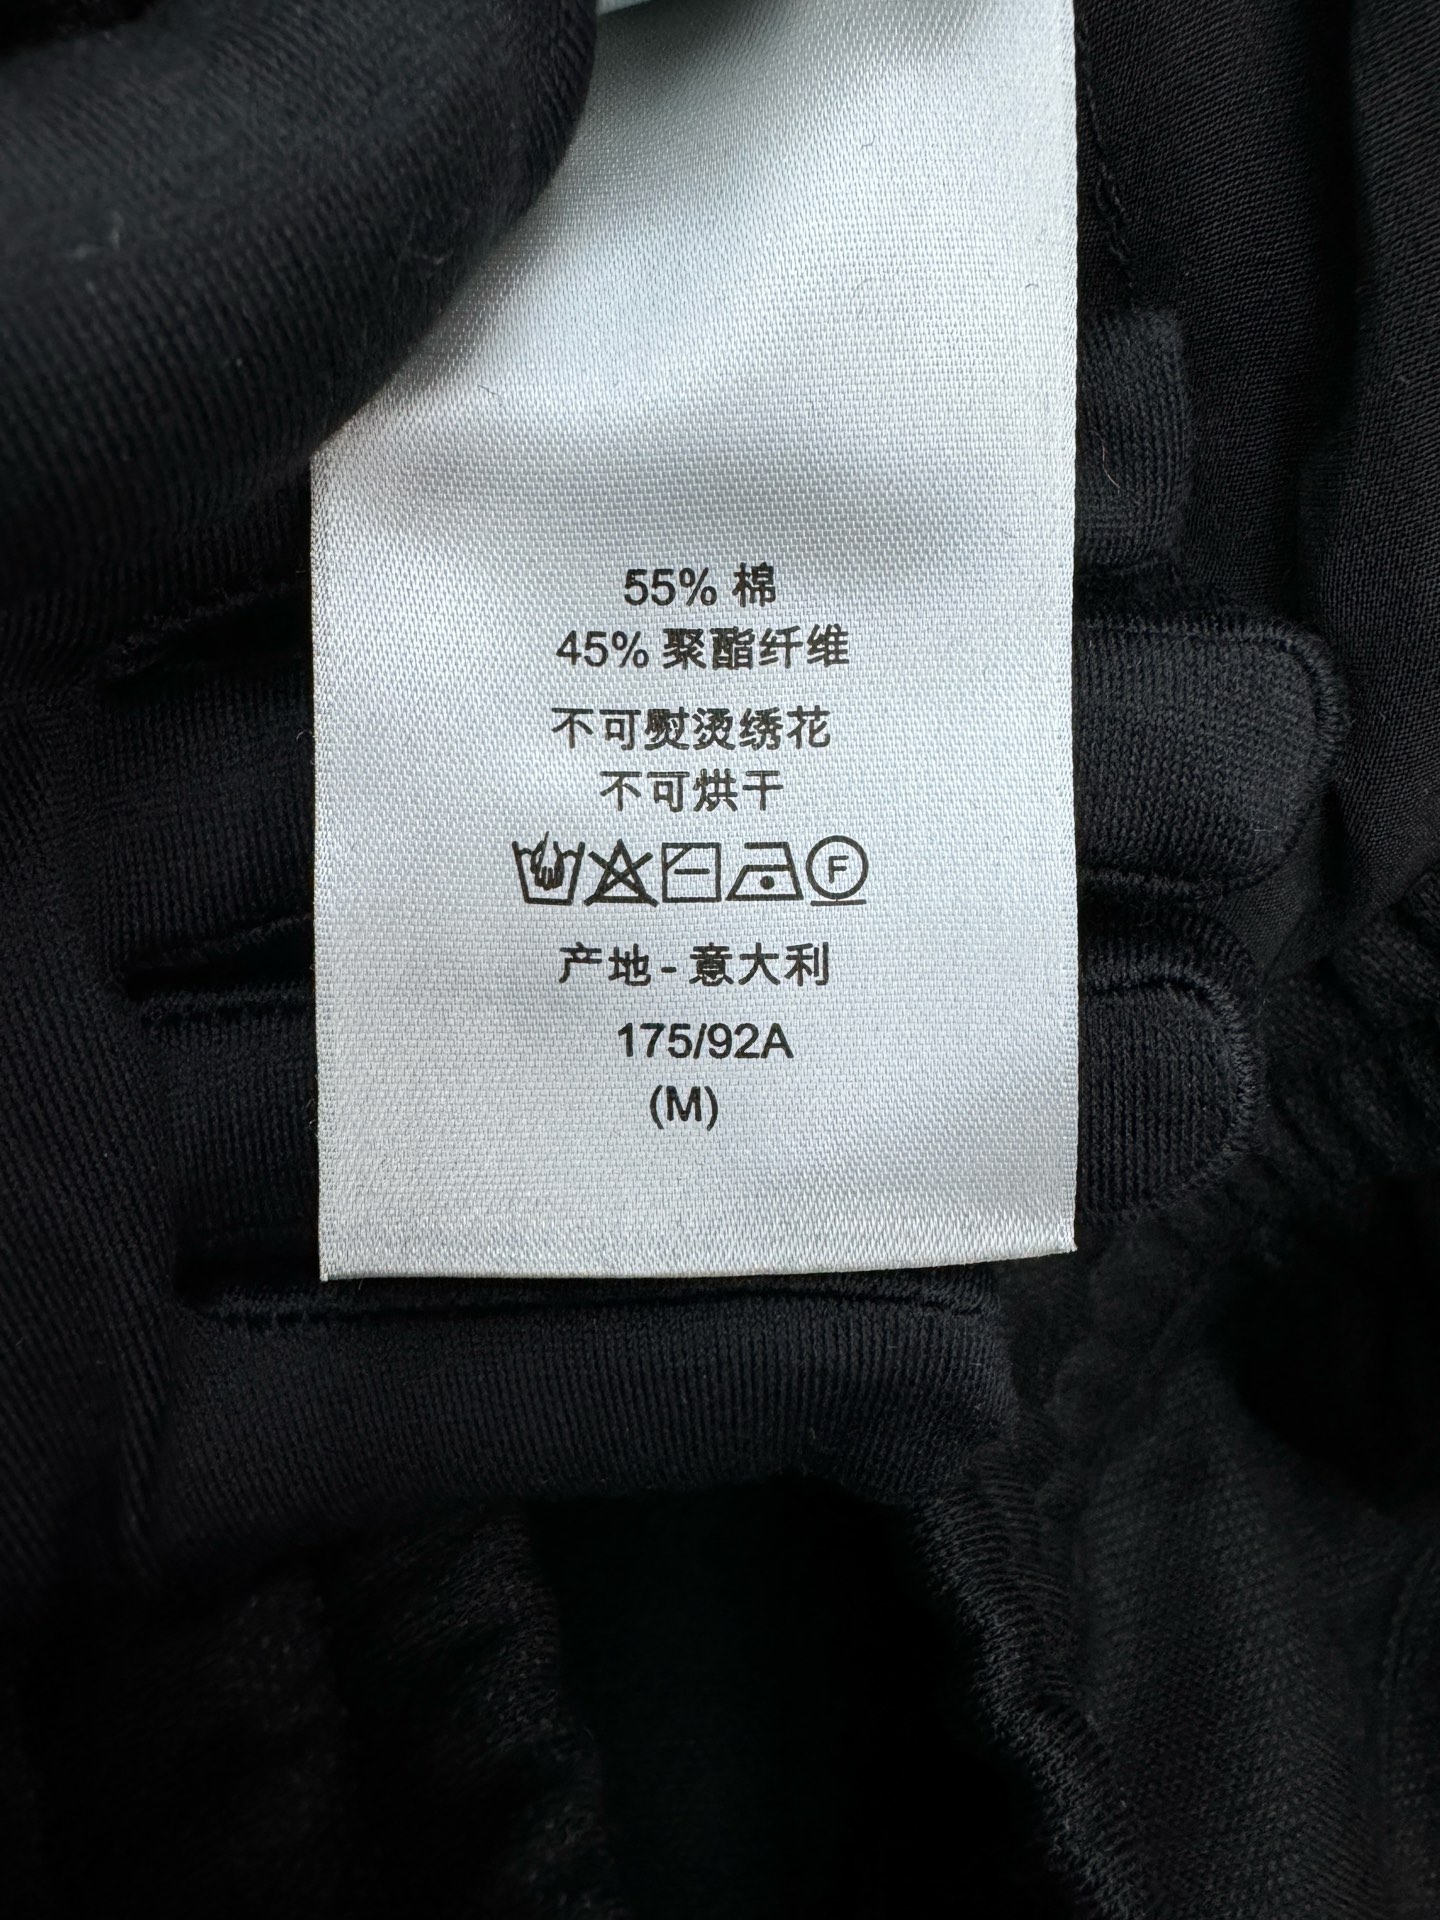 55% 棉
45% 聚酯纤维
不可熨烫绣花
不可烘干
F
产地 - 意大利
175/92A
(M)